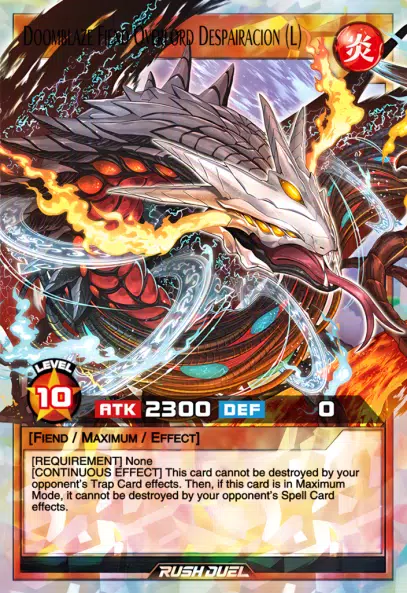 Doomblaze Fiend Overlord Despairacion (L)
炎
LEVEL
10
ATK 2300 DEF 0
[Fiend / Maximum / Effect]
[REQUIREMENT] None
[CONTINUOUS EFFECT] This card cannot be destroyed by your
opponent's Trap Card effects. Then, if this card is in Maximum
Mode, it cannot be destroyed by your opponent's Spell Card
effects.
RUSH DUEL